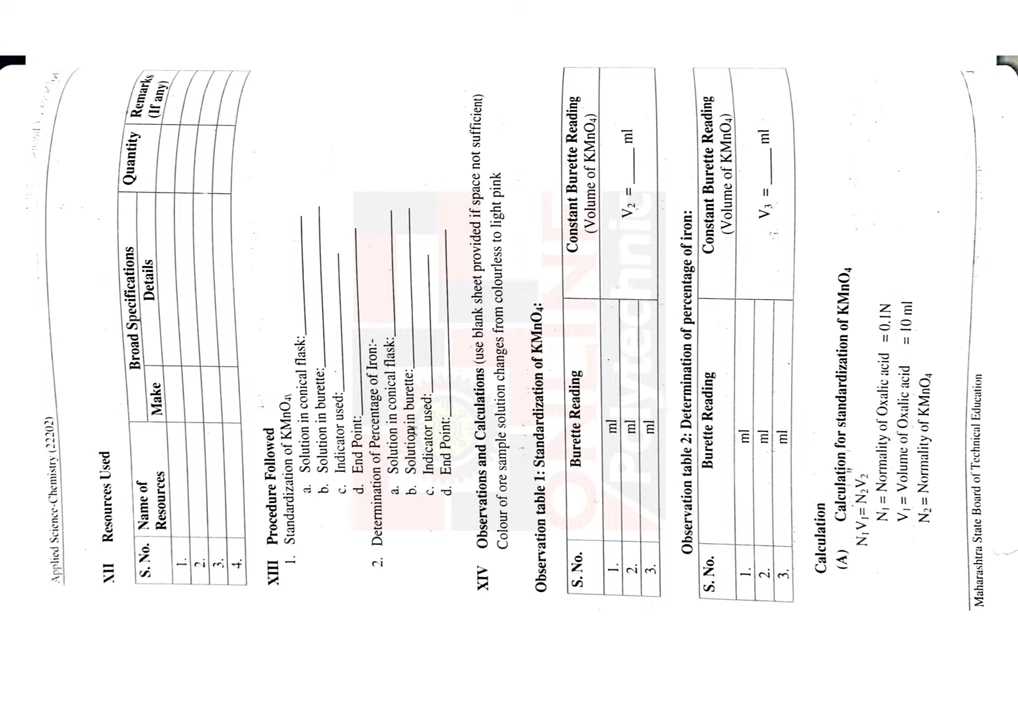 Applied Science-Chemistry (22202)
XII Resources Used
S. No. Name of Resources Broad Specifications Quantity Remarks (If any)
Make Details
1.
2.
3.
4.
XIII Procedure Followed
1. Standardization of KMnO4
a. Solution in conical flask:
b. Solution in burette:
c. Indicator used:
d. End Point:
2. Determination of Percentage of Iron:-
a. Solution in conical flask:
b. Solution in burette:
c. Indicator used:
d. End Point:
XIV Observations and Calculations (use blank sheet provided if space not sufficient)
Colour of ore sample solution changes from colourless to light pink
Observation table 1: Standardization of KMnO4:
S. No. Burette Reading Constant Burette Reading
(Volume of KMnO4)
1. ml
2. ml V2 = ____ ml
3. ml
Observation table 2: Determination of percentage of iron:
S. No. Burette Reading Constant Burette Reading
(Volume of KMnO4)
1. ml
2. ml V3 = ____ ml
3. ml
Calculation
(A) Calculation for standardization of KMnO4
N1 V1 = N2 V2
N1 = Normality of Oxalic acid = 0.1N
V1 = Volume of Oxalic acid = 10 ml
N2 = Normality of KMnO4
Maharashtra State Board of Technical Education
ONLINE
Polytechnic